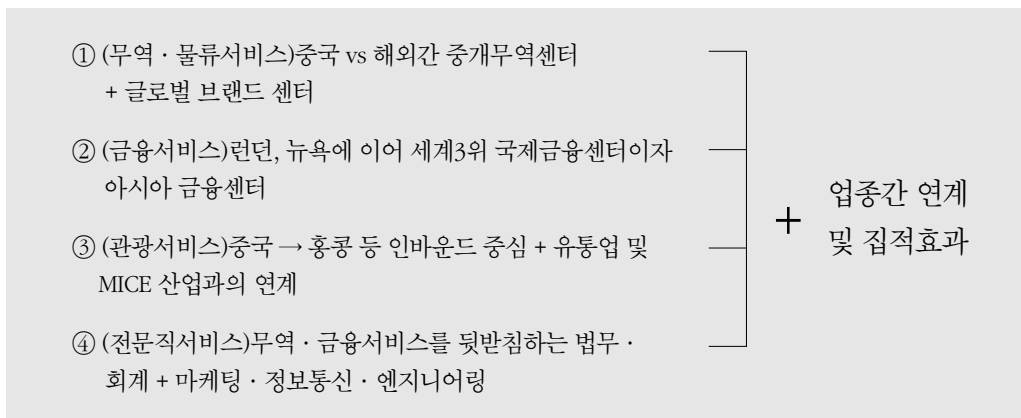 ① (무역 · 물류서비스)중국 vs 해외간 중개무역센터
+ 글로벌 브랜드 센터
② (금융서비스)런던, 뉴욕에 이어 세계3위 국제금융센터이자
아시아 금융센터
③ (관광서비스)중국 → 홍콩 등 인바운드 중심 + 유통업 및
MICE 산업과의 연계
④ (전문직서비스)무역 · 금융서비스를 뒷받침하는 법무 ·
회계 + 마케팅 · 정보통신 · 엔지니어링
+ 업종간 연계
및 집적효과